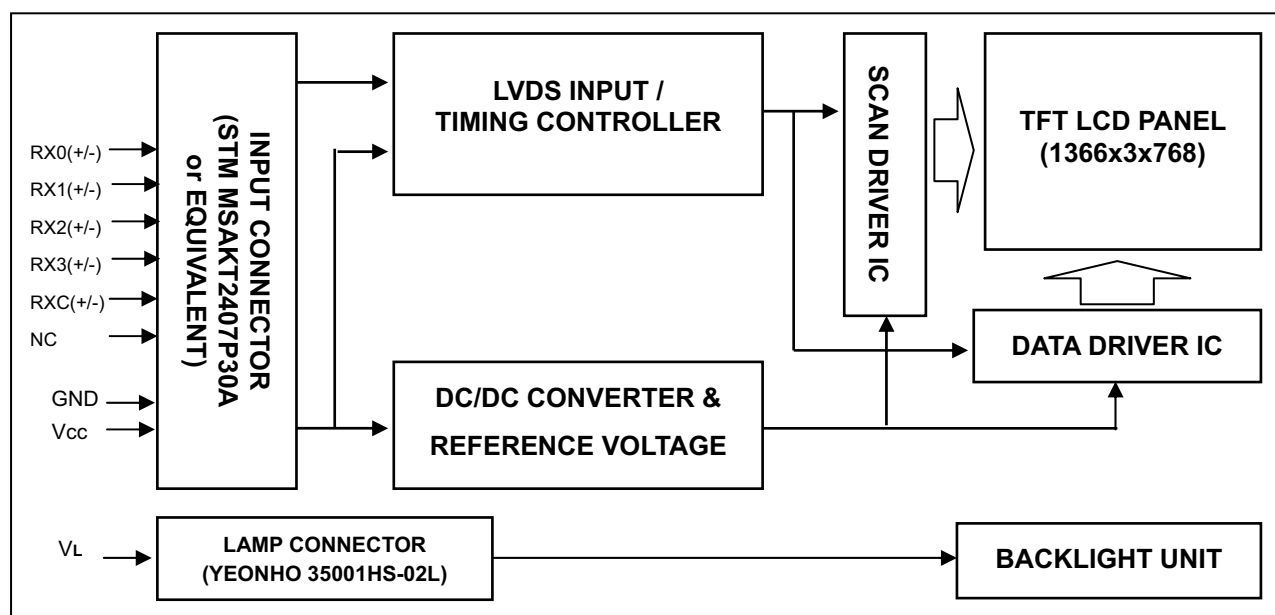 RX0(+/-)
RX1(+/-)
RX2(+/-)
RX3(+/-)
RXC(+/-)
NC
GND
Vcc
INPUT CONNECTOR
(STM MSAKT2407P30A
or EQUIVALENT)
LVDS INPUT /
TIMING CONTROLLER
SCAN DRIVER IC
TFT LCD PANEL
(1366x3x768)
DATA DRIVER IC
DC/DC CONVERTER &
REFERENCE VOLTAGE
VL
LAMP CONNECTOR
(YEONHO 35001HS-02L)
BACKLIGHT UNIT